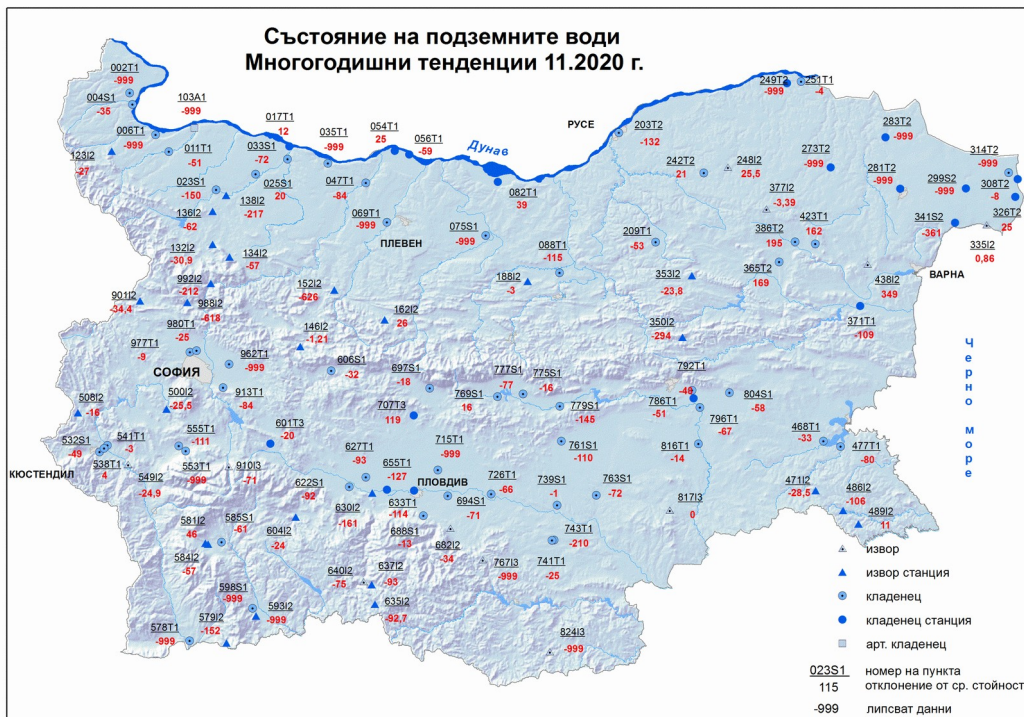 Състояние на подземните води
Многогодишни тенденции 11.2020 г.
002T1
-999
004S1
-35
103A1
-999
006T1
-999
017T1
12
035T1
-999
054T1
25
056T1
-59
Дунав
РУСЕ
203T2
-132
249T2
-999
251T1
-4
283T2
-999
314T2
-999
123I2
-27
011T1
-51
033S1
-72
242T2
21
248I2
25,5
273T2
-999
281T2
-999
299S2
-999
308T2
-8
023S1
-150
025S1
20
047T1
-84
082T1
39
377I2
-3,39
138I2
-217
136I2
-62
069T1
-999
ПЛЕВЕН
075S1
-999
209T1
-53
386T2
195
423T1
162
341S2
-361
326T2
25
335I2
0,86
132I2
-30,9
134I2
-57
088T1
-115
188I2
-3
353I2
-23,8
365T2
169
438I2
349
ВАРНА
992I2
-212
152I2
-626
901I2
-34,4
988I2
-618
162I2
26
350I2
-294
371T1
-109
980T1
-25
146I2
-1,21
977T1
-9
962T1
-999
606S1
-32
697S1
-18
777S1
-77
775S1
-16
792T1
-48
Черно море
СОФИЯ
508I2
-16
500I2
-25,5
913T1
-84
707T3
119
769S1
16
779S1
-145
786T1
-51
804S1
-58
796T1
-67
601T3
-20
532S1
-49
541T1
-3
555T1
-111
627T1
-93
715T1
-999
761S1
-110
816T1
-14
468T1
-33
477T1
-80
КЮСТЕНДИЛ
538T1
4
549I2
-24,9
553T1
-999
910I3
-71
655T1
-127
ПЛОВДИВ
726T1
-66
739S1
-1
763S1
-72
471I2
-28,5
486I2
-106
622S1
-92
630I2
-161
633T1
-114
694S1
-71
817I3
0
489I2
11
581I2
46
585S1
-61
604I2
-24
688S1
-13
682I2
-34
743T1
-210
584I2
-57
640I2
-75
637I2
-93
767I3
-999
741T1
-25
598S1
-999
593I2
-999
635I2
-92,7
579I2
-152
578T1
-999
824I3
-999
извор
извор станция
кладенец
кладенец станция
арт. кладенец
023S1 номер на пункта
115 отклонение от ср. стойност
-999 липсват данни